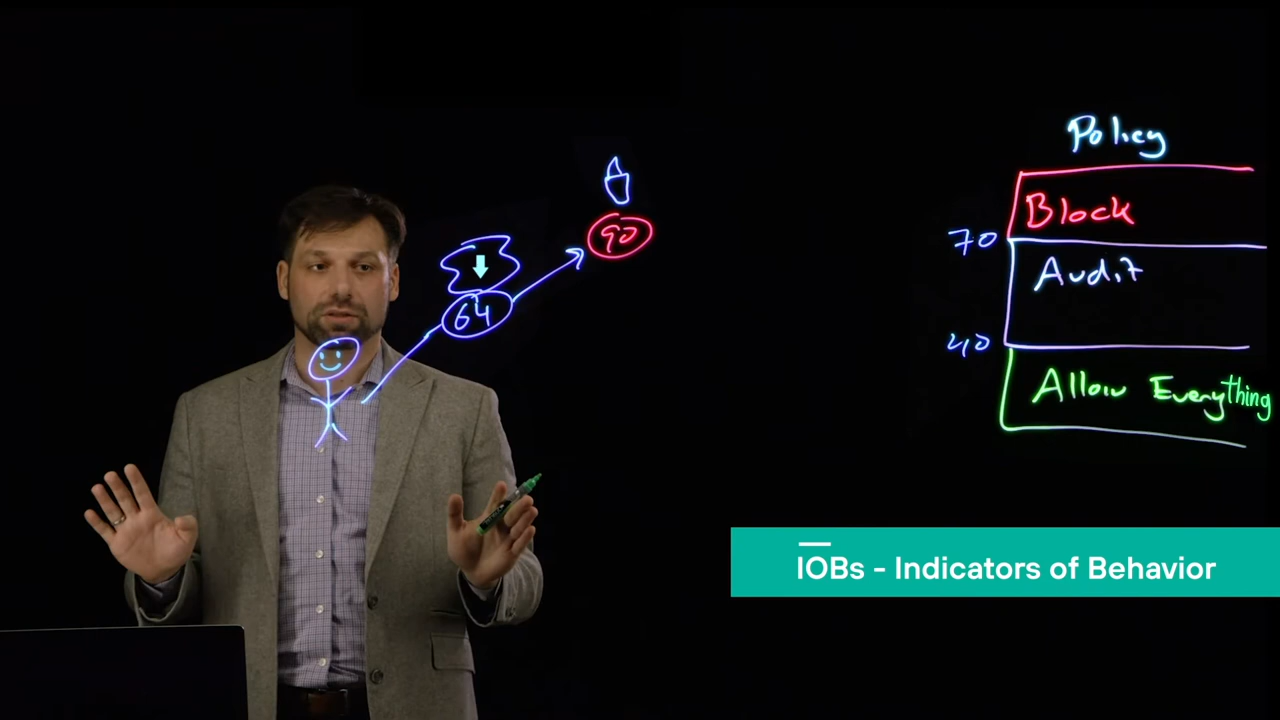 Policy
Block
70
Audit
40
Allow Everything
64
90
IOBs - Indicators of Behavior